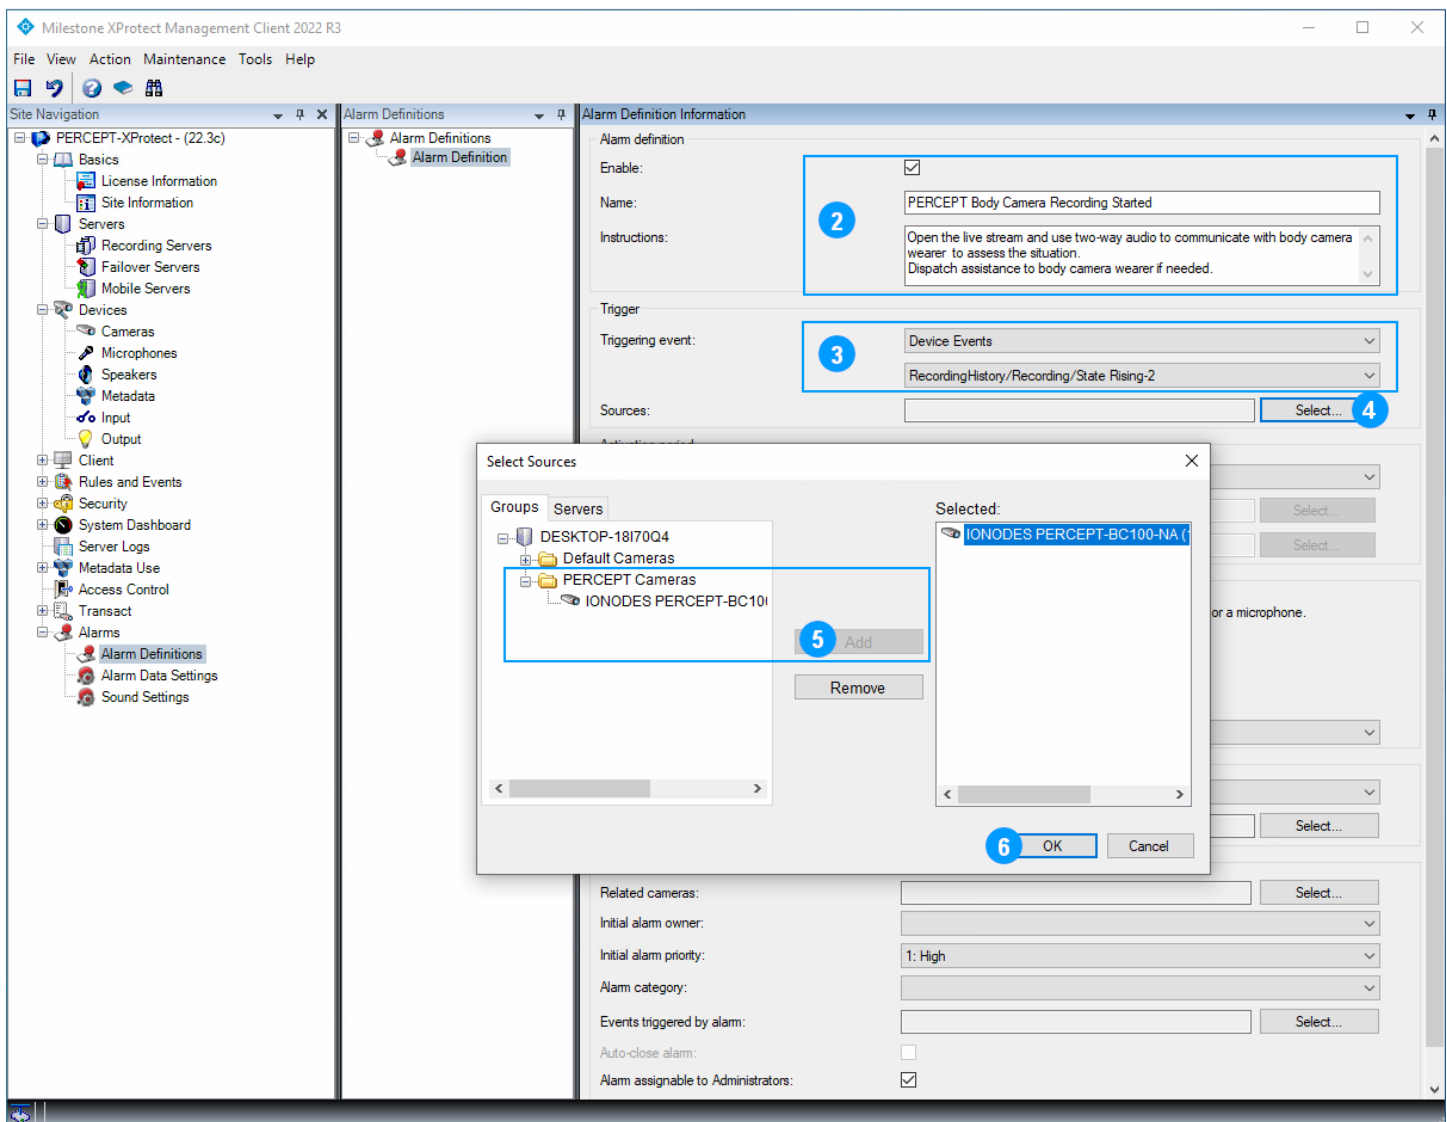 Milestone XProtect Management Client 2022 R3
File View Action Maintenance Tools Help
Site Navigation
PERCEPT-XProtect - (22.3c)
Basics
License Information
Site Information
Servers
Recording Servers
Failover Servers
Mobile Servers
Devices
Cameras
Microphones
Speakers
Metadata
Input
Output
Client
Rules and Events
Security
System Dashboard
Server Logs
Metadata Use
Access Control
Transact
Alarms
Alarm Definitions
Alarm Data Settings
Sound Settings
Alarm Definitions
Alarm Definitions
Alarm Definition
Alarm Definition Information
Alarm definition
Enable:
Name:
PERCEPT Body Camera Recording Started
2
Instructions:
Open the live stream and use two-way audio to communicate with body camera
wearer to assess the situation.
Dispatch assistance to body camera wearer if needed.
Trigger
Triggering event:
Device Events
3
RecordingHistory/Recording/State Rising-2
Sources:
Select...
4
Select Sources
Groups
Servers
DESKTOP-18I70Q4
Default Cameras
PERCEPT Cameras
IONODES PERCEPT-BC10
5
Add
Remove
Selected:
IONODES PERCEPT-BC100-NA (
6
OK
Cancel
Select...
Select...
or a microphone.
Select...
Related cameras:
Select...
Initial alarm owner:
Initial alarm priority:
1: High
Alarm category:
Events triggered by alarm:
Select...
Auto-close alarm:
Alarm assignable to Administrators: